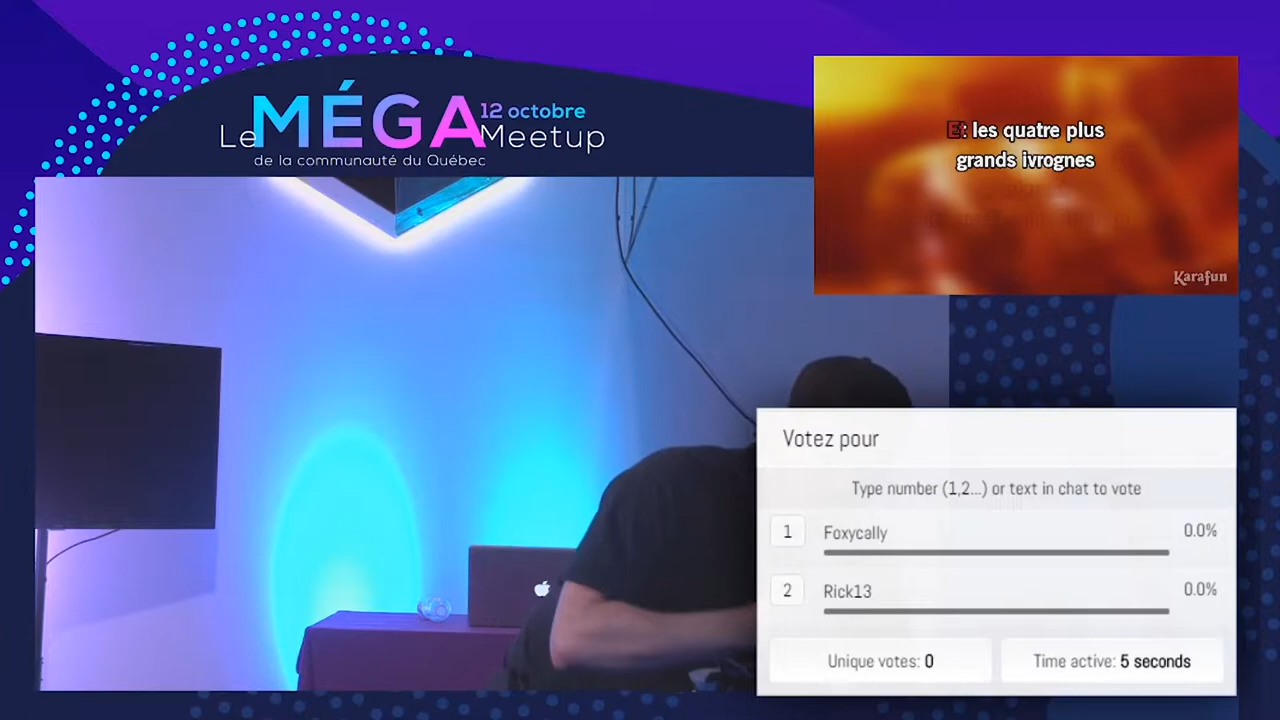 Le MÉGA 12 octobre Meetup
de la communauté du Québec
Et les quatre plus
grands ivrognes
Karafun
Votez pour
Type number (1,2...) or text in chat to vote
1 Foxycally 0.0%
2 Rick13 0.0%
Unique votes: 0 Time active: 5 seconds